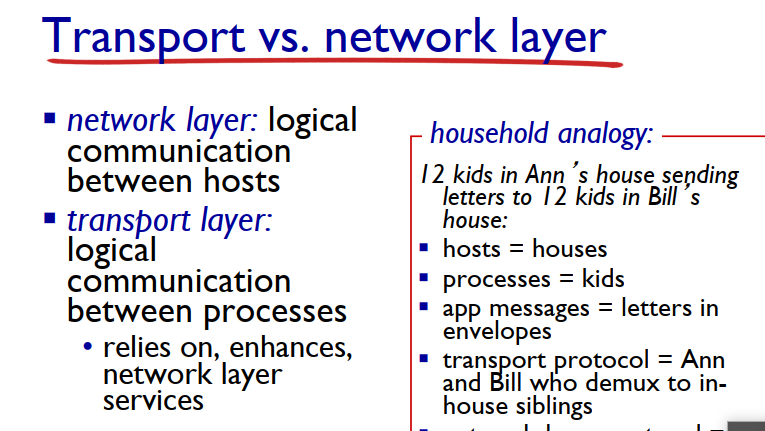 Transport vs. network layer
network layer: logical
communication
between hosts
transport layer:
logical
communication
between processes
relies on, enhances,
network layer
services
household analogy:
12 kids in Ann ’s house sending
letters to 12 kids in Bill ’s
house:
hosts = houses
processes = kids
app messages = letters in
envelopes
transport protocol = Ann
and Bill who demux to in-
house siblings